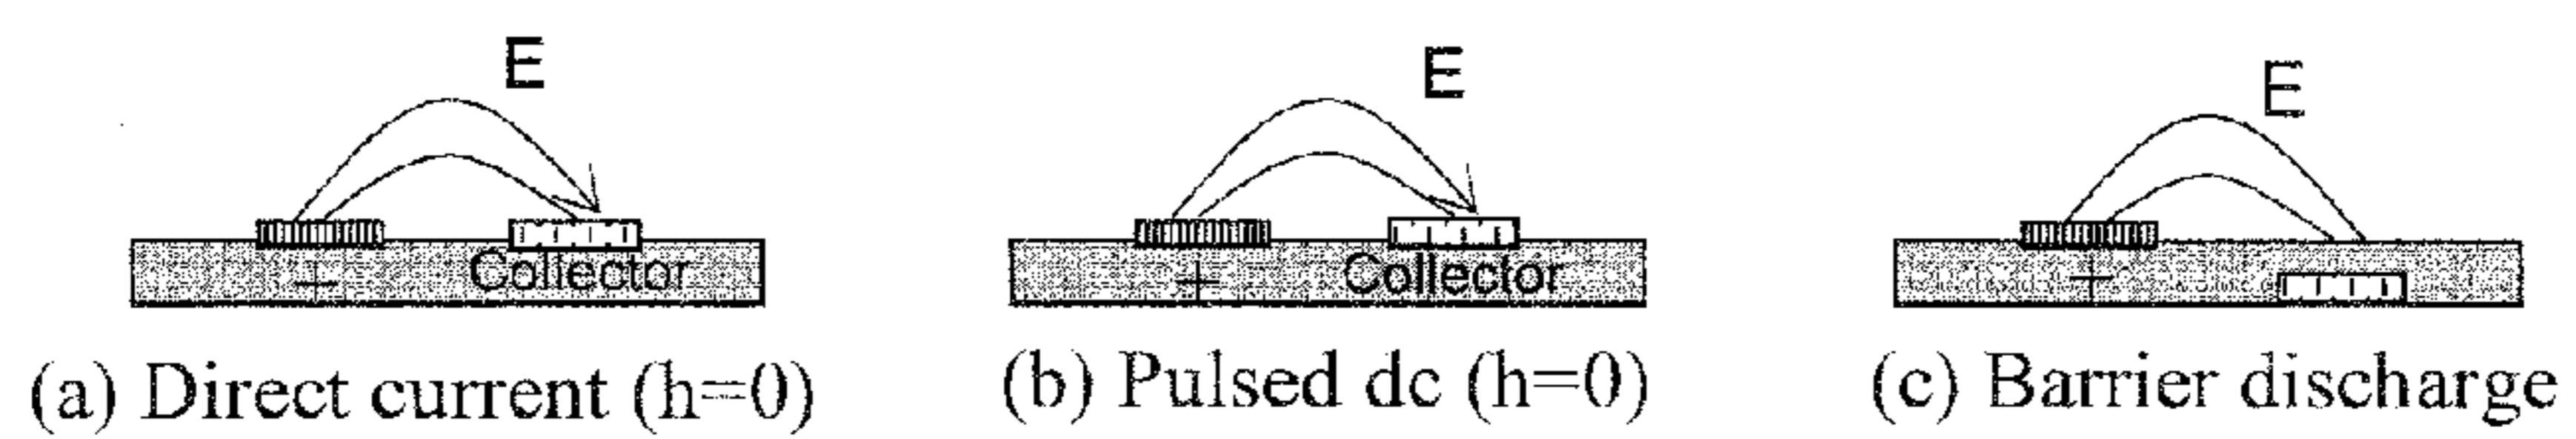 E E E
+ Collector + Collector +
(a) Direct current (h=0) (b) Pulsed dc (h=0) (c) Barrier discharge